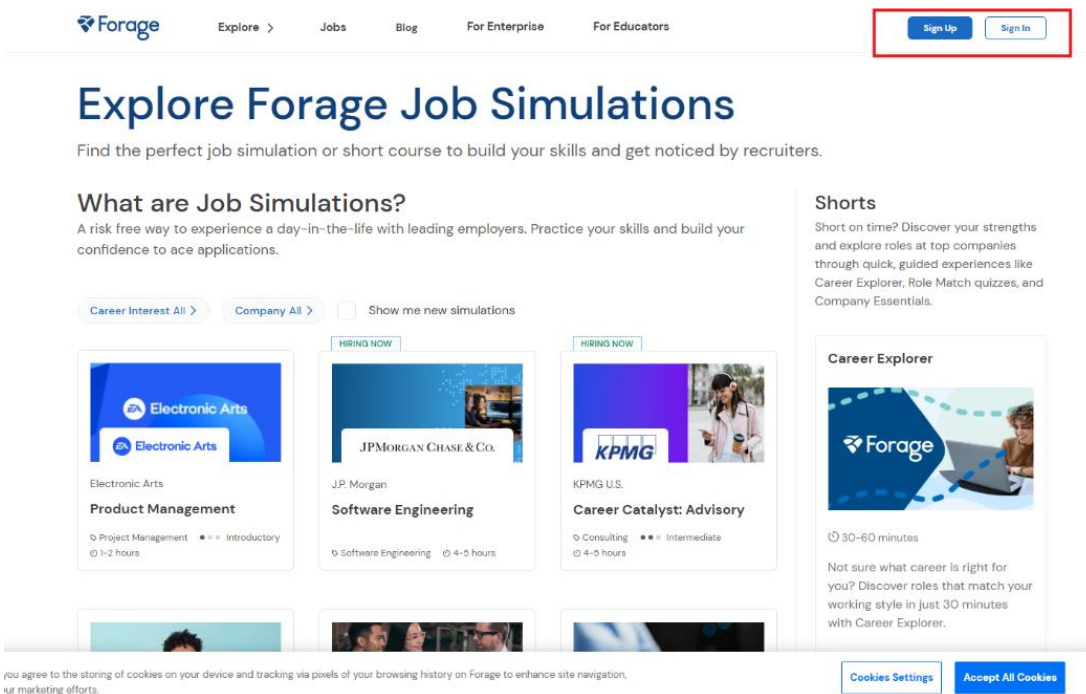 Forage
Explore >
Jobs
Blog
For Enterprise
For Educators
Sign Up
Sign In
Explore Forage Job Simulations
Find the perfect job simulation or short course to build your skills and get noticed by recruiters.
What are Job Simulations?
A risk free way to experience a day-in-the-life with leading employers. Practice your skills and build your
confidence to ace applications.
Career Interest All >
Company All >
Show me new simulations
Electronic Arts
Electronic Arts
Electronic Arts
Product Management
Project Management
Introductory
1-2 hours
HIRING NOW
JPMORGAN CHASE & CO.
J.P. Morgan
Software Engineering
Software Engineering
4-5 hours
HIRING NOW
KPMG
KPMG U.S.
Career Catalyst: Advisory
Consulting
Intermediate
4-5 hours
Shorts
Short on time? Discover your strengths
and explore roles at top companies
through quick, guided experiences like
Career Explorer, Role Match quizzes, and
Company Essentials.
Career Explorer
Forage
30-60 minutes
Not sure what career is right for
you? Discover roles that match your
working style in just 30 minutes
with Career Explorer.
you agree to the storing of cookies on your device and tracking via pixels of your browsing history on Forage to enhance site navigation,
our marketing efforts.
Cookies Settings
Accept All Cookies